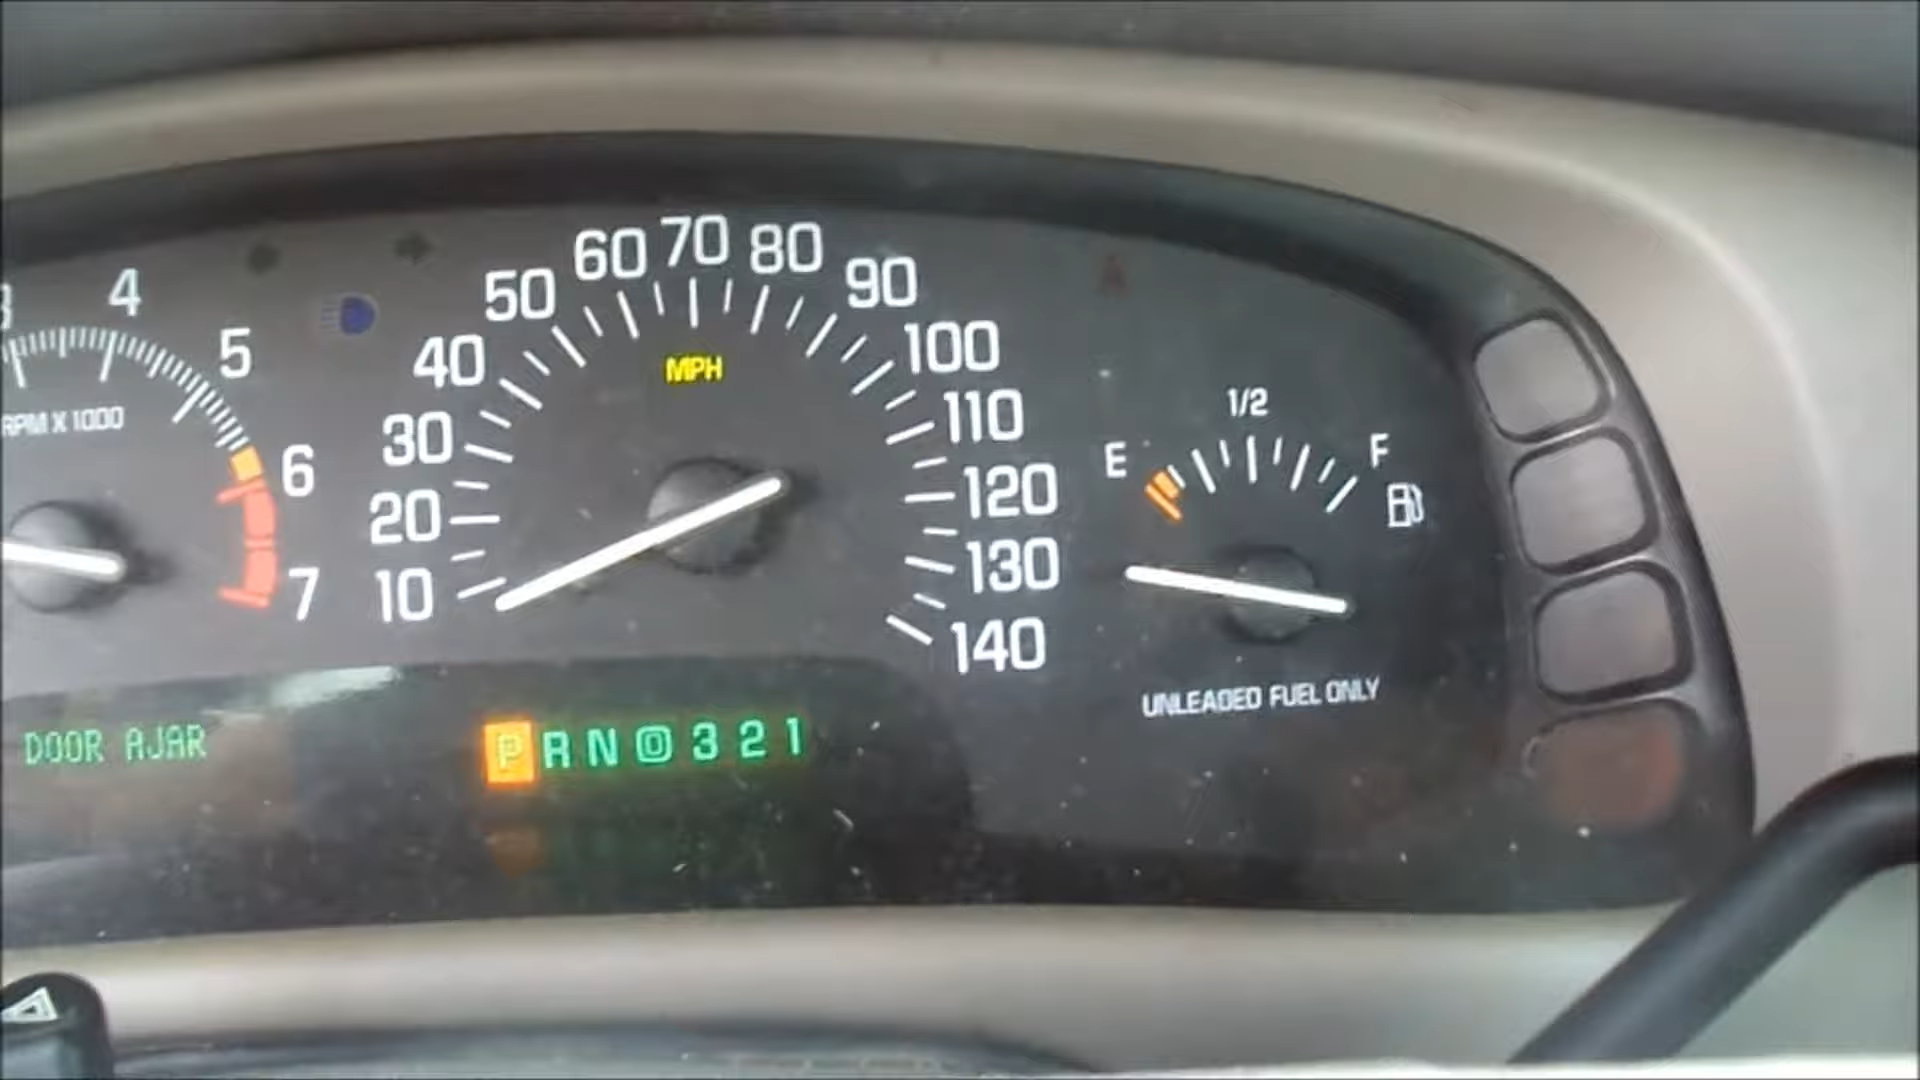 60 70 80
50 90
4
40 100
5
MPH
1/2
RPM X 1000
30 110
E F
6
20 120
10 130
7
140
UNLEADED FUEL ONLY
DOOR AJAR
P R N D 3 2 1